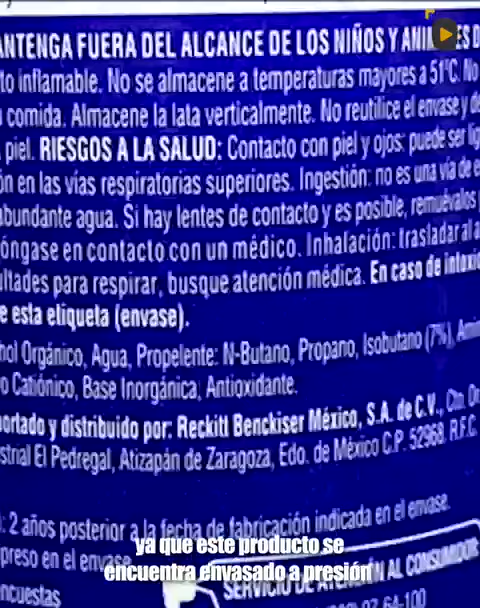 ANTENGA FUERA DEL ALCANCE DE LOS NIÑOS Y ANIM ES D
to inflamable. No se almacene a temperaturas mayores a 51°C. No
comida. Almacene la lata verticalmente. No reutilice el envase y de
piel. RIESGOS A LA SALUD: Contacto con piel y ojos: puede ser lig
ón en las vías respiratorias superiores. Ingestión: no es una vía de e
abundante agua. Si hay lentes de contacto y es posible, remuévalos
óngase en contacto con un médico. Inhalación: trasladar al a
ultades para respirar, busque atención médica. En caso de intoxi
e esta etiqueta (envase).
hol Orgánico, Agua, Propelente: N-Butano, Propano, Isobutano (7%), Ami
o Catiónico, Base Inorgánica, Antioxidante.
portado y distribuido por: Reckitt Benckiser México, S.A. de C.V.,
strial El Pedregal, Atizapán de Zaragoza, Edo. de México C.P. 52968. R.F.C.
: 2 años posterior a la fecha de fabricación indicada en el envase.
preso en el envase
ncuestas
SERVICIO DE ATENCIÓN AL CONSUMIDOR
ya que este producto se
encuentra envasado a presión